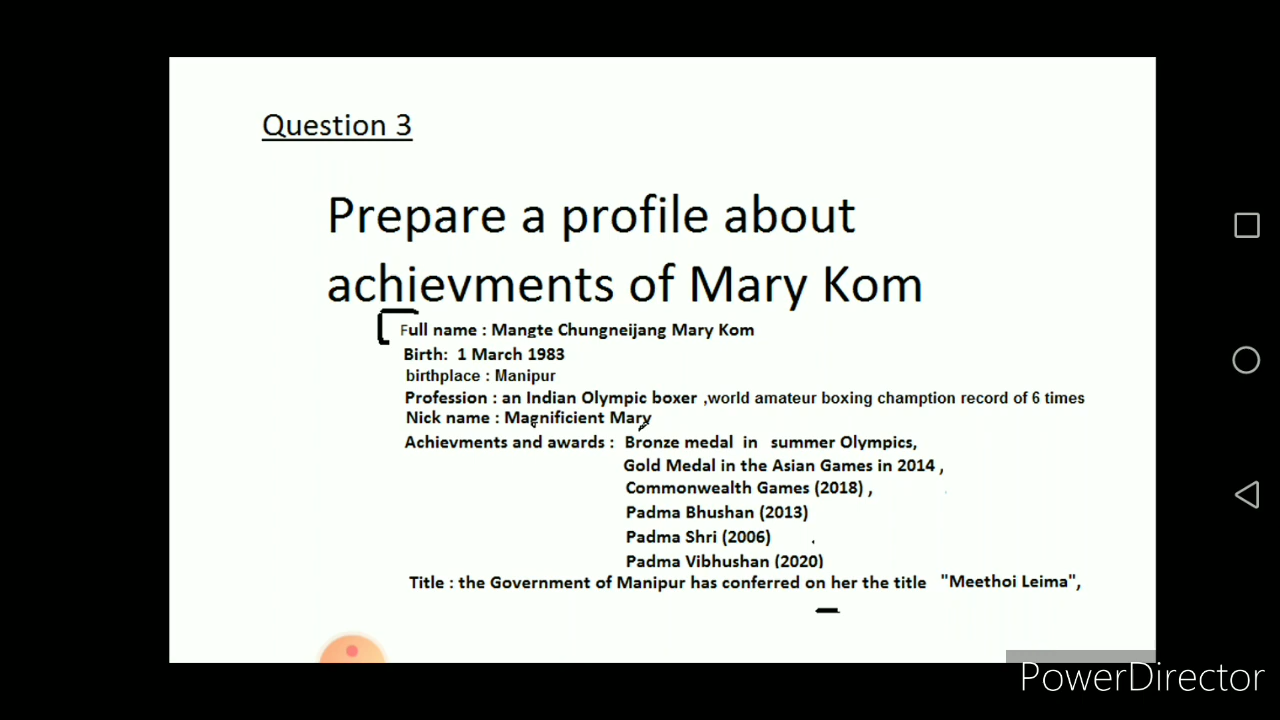 Question 3
Prepare a profile about
achievments of Mary Kom
Full name : Mangte Chungneijang Mary Kom
Birth: 1 March 1983
birthplace : Manipur
Profession : an Indian Olympic boxer ,world amateur boxing chamption record of 6 times
Nick name : Magnificient Mary
Achievments and awards : Bronze medal in summer Olympics,
Gold Medal in the Asian Games in 2014 ,
Commonwealth Games (2018) ,
Padma Bhushan (2013)
Padma Shri (2006) .
Padma Vibhushan (2020)
Title : the Government of Manipur has conferred on her the title "Meethoi Leima",
PowerDirector